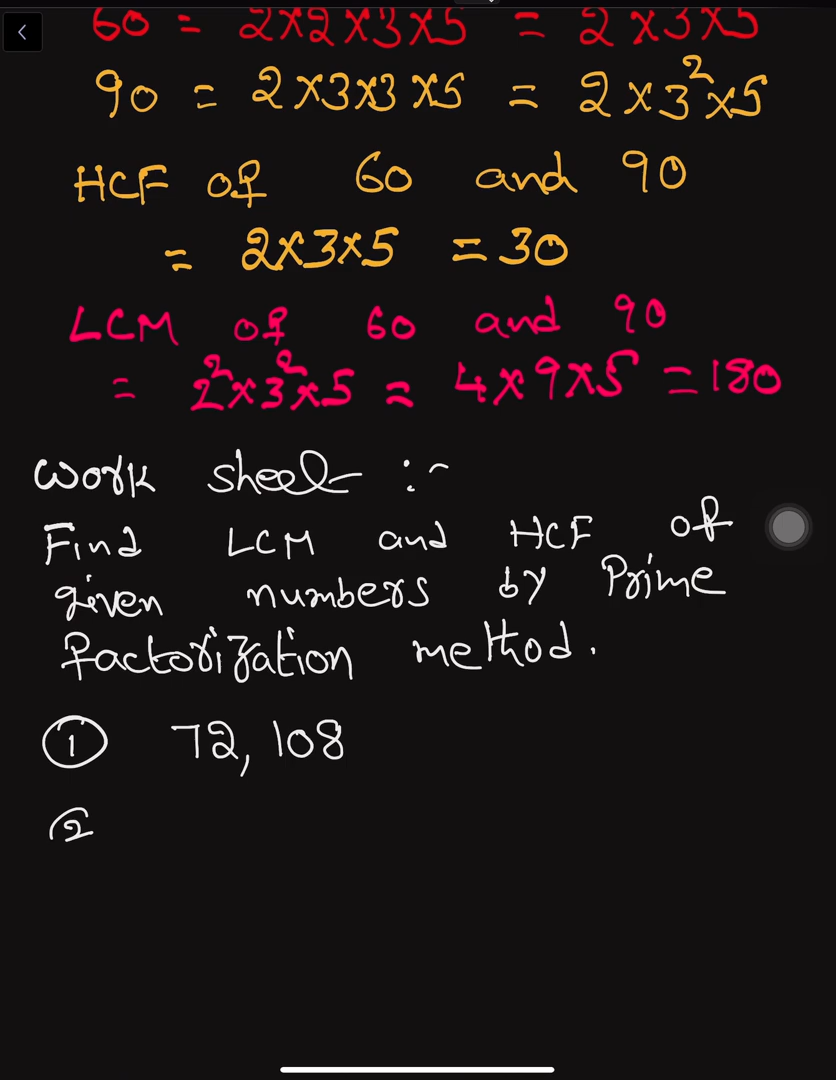 60 = 2×2×3×5 = 2 ×3×5
90 = 2×3×3×5 = 2×3²×5
HCF of 60 and 90
= 2×3×5 = 30
LCM of 60 and 90
= 2²×3²×5 = 4×9×5 = 180
Work sheet :-
Find LCM and HCF of
given numbers by Prime
factorization method.
① 72, 108
②